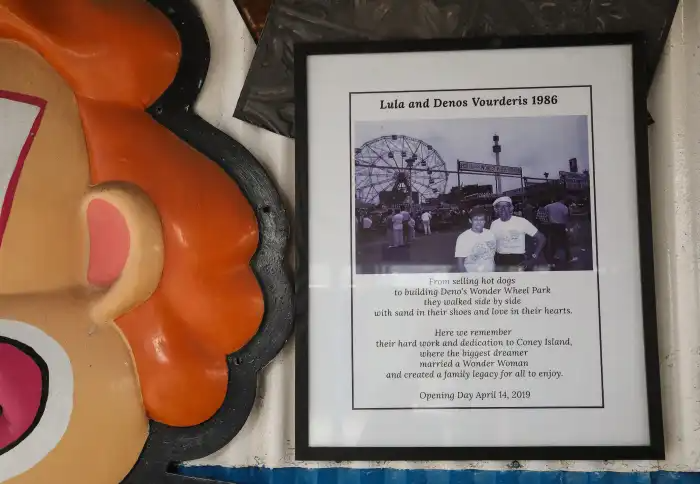 Lula and Denos Vourderis 1986
From selling hot dogs
to building Deno's Wonder Wheel Park
they walked side by side
with sand in their shoes and love in their hearts.
Here we remember
their hard work and dedication to Coney Island,
where the biggest dreamer
married a Wonder Woman
and created a family legacy for all to enjoy.
Opening Day April 14, 2019